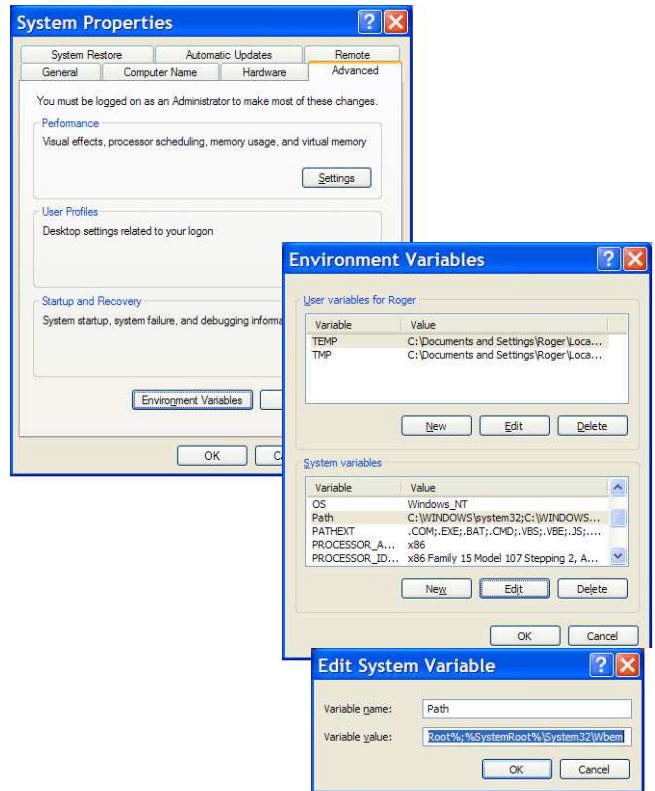 System Properties
System Restore Automatic Updates Remote
General Computer Name Hardware Advanced
You must be logged on as an Administrator to make most of these changes.
Performance
Visual effects, processor scheduling, memory usage, and virtual memory
Settings
User Profiles
Desktop settings related to your logon
Startup and Recovery
System startup, system failure, and debugging informa
Environment Variables
OK C
Environment Variables
User variables for Roger
Variable Value
TEMP C:\Documents and Settings\Roger\Loca...
TMP C:\Documents and Settings\Roger\Loca...
New Edit Delete
System variables
Variable Value
OS Windows_NT
Path C:\WINDOWS\system32;C:\WINDOWS...
PATHEXT .COM;.EXE;.BAT;.CMD;.VBS;.VBE;.JS;....
PROCESSOR_A... x86
PROCESSOR_ID... x86 Family 15 Model 107 Stepping 2, A...
New Edit Delete
OK Cancel
Edit System Variable
Variable name: Path
Variable value: Root%;%SystemRoot%\System32\Wbem
OK Cancel